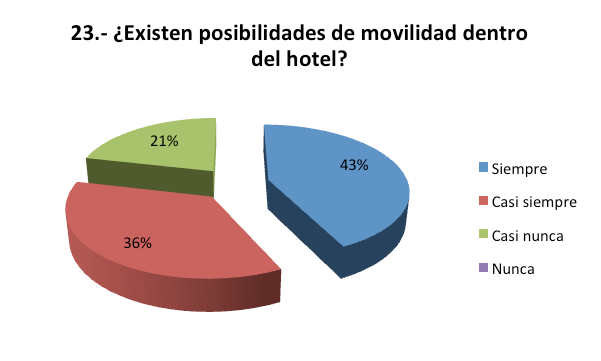 23.- ¿Existen posibilidades de movilidad dentro
del hotel?
21%
43%
36%
Siempre
Casi siempre
Casi nunca
Nunca